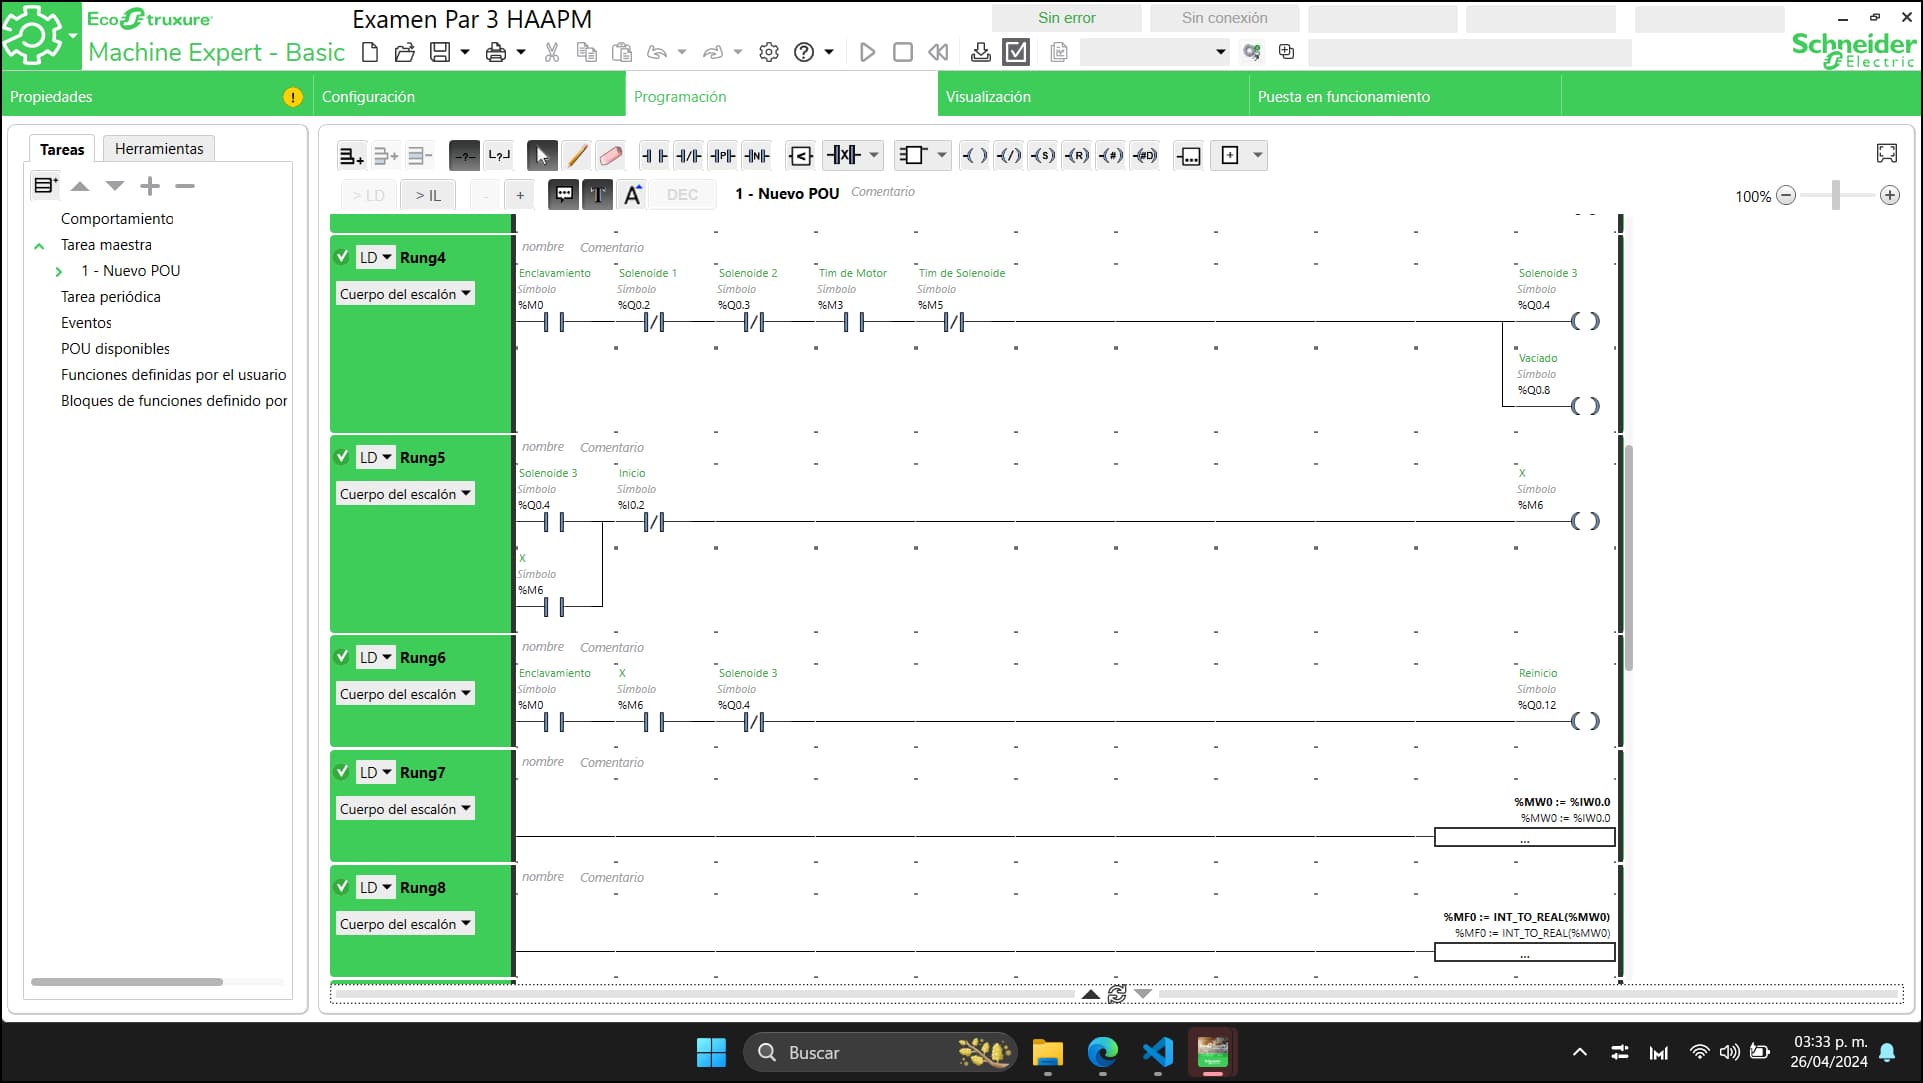 EcoStruxure
Machine Expert - Basic
Examen Par 3 HAAPM
Sin error
Sin conexión
Schneider
Electric
Propiedades
Configuración
Programación
Visualización
Puesta en funcionamiento
Tareas
Herramientas
Comportamiento
Tarea maestra
1 - Nuevo POU
Tarea periódica
Eventos
POU disponibles
Funciones definidas por el usuario
Bloques de funciones definido por
> LD
> IL
-
+
T
A
DEC
1 - Nuevo POU
Comentario
100%
LD
Rung4
Cuerpo del escalón
nombre
Comentario
Enclavamiento
Símbolo
%M0
Solenoide 1
Símbolo
%Q0.2
Solenoide 2
Símbolo
%Q0.3
Tim de Motor
Símbolo
%M3
Tim de Solenoide
Símbolo
%M5
Solenoide 3
Símbolo
%Q0.4
Vaciado
Símbolo
%Q0.8
LD
Rung5
Cuerpo del escalón
nombre
Comentario
Solenoide 3
Símbolo
%Q0.4
Inicio
Símbolo
%I0.2
X
Símbolo
%M6
X
Símbolo
%M6
LD
Rung6
Cuerpo del escalón
nombre
Comentario
Enclavamiento
Símbolo
%M0
X
Símbolo
%M6
Solenoide 3
Símbolo
%Q0.4
Reinicio
Símbolo
%Q0.12
LD
Rung7
Cuerpo del escalón
nombre
Comentario
%MW0 := %IW0.0
%MW0 := %IW0.0
...
LD
Rung8
Cuerpo del escalón
nombre
Comentario
%MF0 := INT_TO_REAL(%MW0)
%MF0 := INT_TO_REAL(%MW0)
...
Buscar
03:33 p. m.
26/04/2024